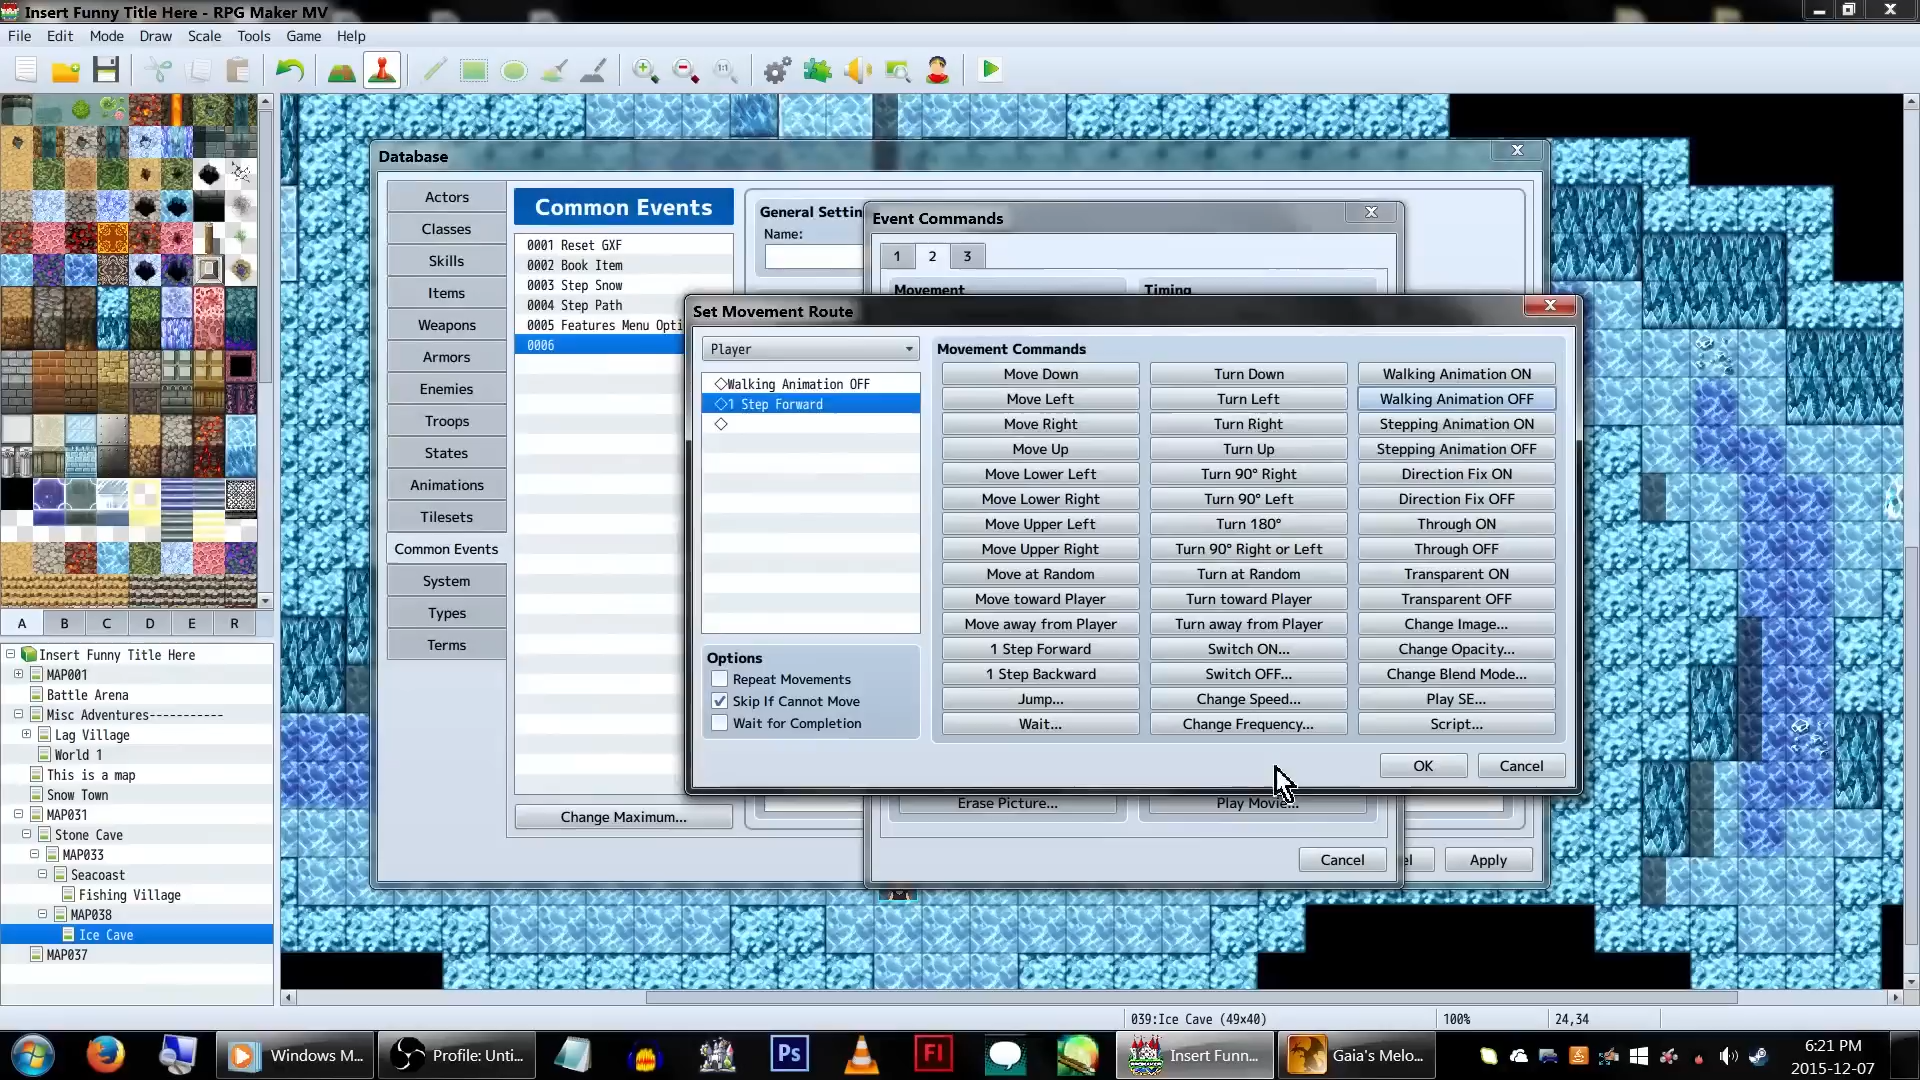 Insert Funny Title Here - RPG Maker MV
File Edit Mode Draw Scale Tools Game Help
1:1
Database
Actors
Classes
Skills
Items
Weapons
Armors
Enemies
Troops
States
Animations
Tilesets
Common Events
System
Types
Terms
Common Events
0001 Reset GXF
0002 Book Item
0003 Step Snow
0004 Step Path
0005 Features Menu Opti
0006
Change Maximum...
General Settin
Name:
Event Commands
1 2 3
Movement
Timing
Set Movement Route
Player
◇Walking Animation OFF
◇1 Step Forward
◇
Options
Repeat Movements
Skip If Cannot Move
Wait for Completion
Movement Commands
Move Down Turn Down Walking Animation ON
Move Left Turn Left Walking Animation OFF
Move Right Turn Right Stepping Animation ON
Move Up Turn Up Stepping Animation OFF
Move Lower Left Turn 90° Right Direction Fix ON
Move Lower Right Turn 90° Left Direction Fix OFF
Move Upper Left Turn 180° Through ON
Move Upper Right Turn 90° Right or Left Through OFF
Move at Random Turn at Random Transparent ON
Move toward Player Turn toward Player Transparent OFF
Move away from Player Turn away from Player Change Image...
1 Step Forward Switch ON... Change Opacity...
1 Step Backward Switch OFF... Change Blend Mode...
Jump... Change Speed... Play SE...
Wait... Change Frequency... Script...
OK Cancel
Erase Picture... Play Movie...
Cancel el Apply
A B C D E R
Insert Funny Title Here
MAP001
Battle Arena
Misc Adventures-----------
Lag Village
World 1
This is a map
Snow Town
MAP031
Stone Cave
MAP033
Seacoast
Fishing Village
MAP038
Ice Cave
MAP037
039:Ice Cave (49x40) 100% 24,34
Windows M... Profile: Unti... Ps Fl Insert Funn... Gaia's Melo...
6:21 PM
2015-12-07